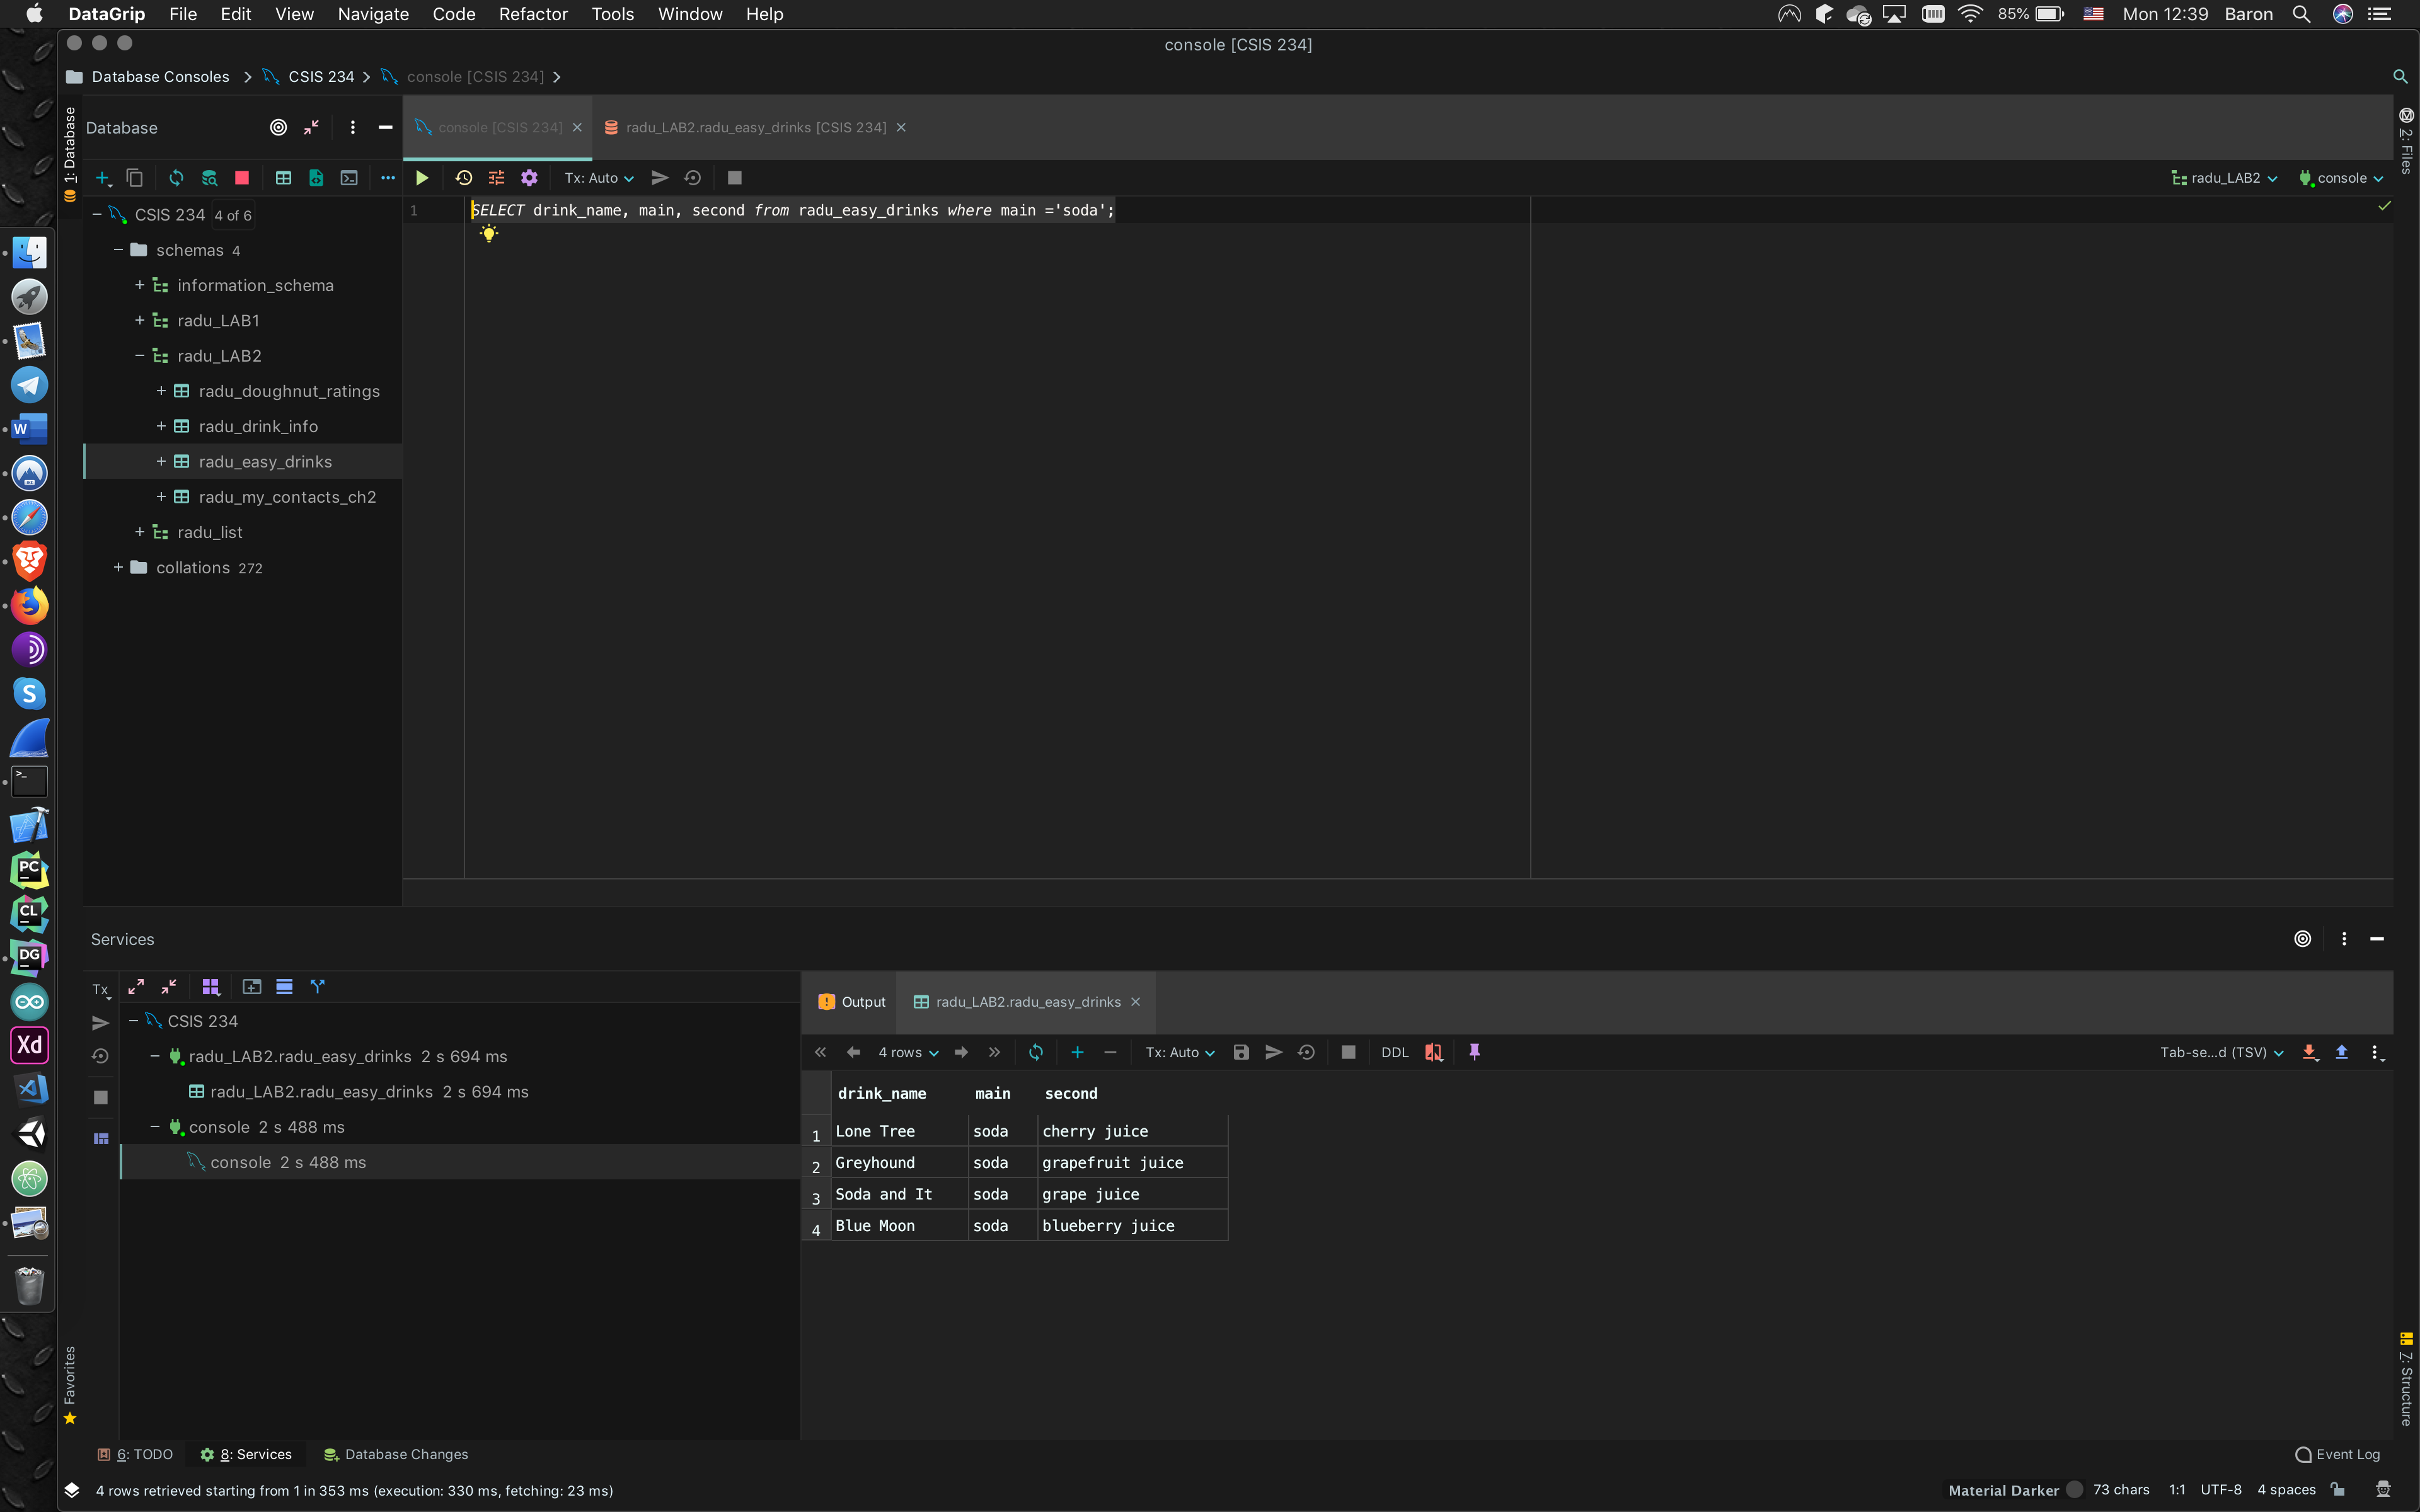 DataGrip File Edit View Navigate Code Refactor Tools Window Help 85% Mon 12:39 Baron
console [CSIS 234]
Database Consoles CSIS 234 console [CSIS 234]
1: Database
Database
console [CSIS 234]
radu_LAB2.radu_easy_drinks [CSIS 234]
2: Files
Tx: Auto
radu_LAB2
console
CSIS 234 4 of 6
schemas 4
information_schema
radu_LAB1
radu_LAB2
radu_doughnut_ratings
radu_drink_info
radu_easy_drinks
radu_my_contacts_ch2
radu_list
collations 272
1 SELECT drink_name, main, second from radu_easy_drinks where main ='soda';
W
S
>_
PC
CL
DG
Xd
Services
Tx
CSIS 234
radu_LAB2.radu_easy_drinks 2 s 694 ms
radu_LAB2.radu_easy_drinks 2 s 694 ms
console 2 s 488 ms
console 2 s 488 ms
Output
radu_LAB2.radu_easy_drinks
4 rows Tx: Auto DDL Tab-se...d (TSV)
drink_name main second
1 Lone Tree soda cherry juice
2 Greyhound soda grapefruit juice
3 Soda and It soda grape juice
4 Blue Moon soda blueberry juice
Favorites
7: Structure
6: TODO 8: Services Database Changes Event Log
4 rows retrieved starting from 1 in 353 ms (execution: 330 ms, fetching: 23 ms) Material Darker 73 chars 1:1 UTF-8 4 spaces